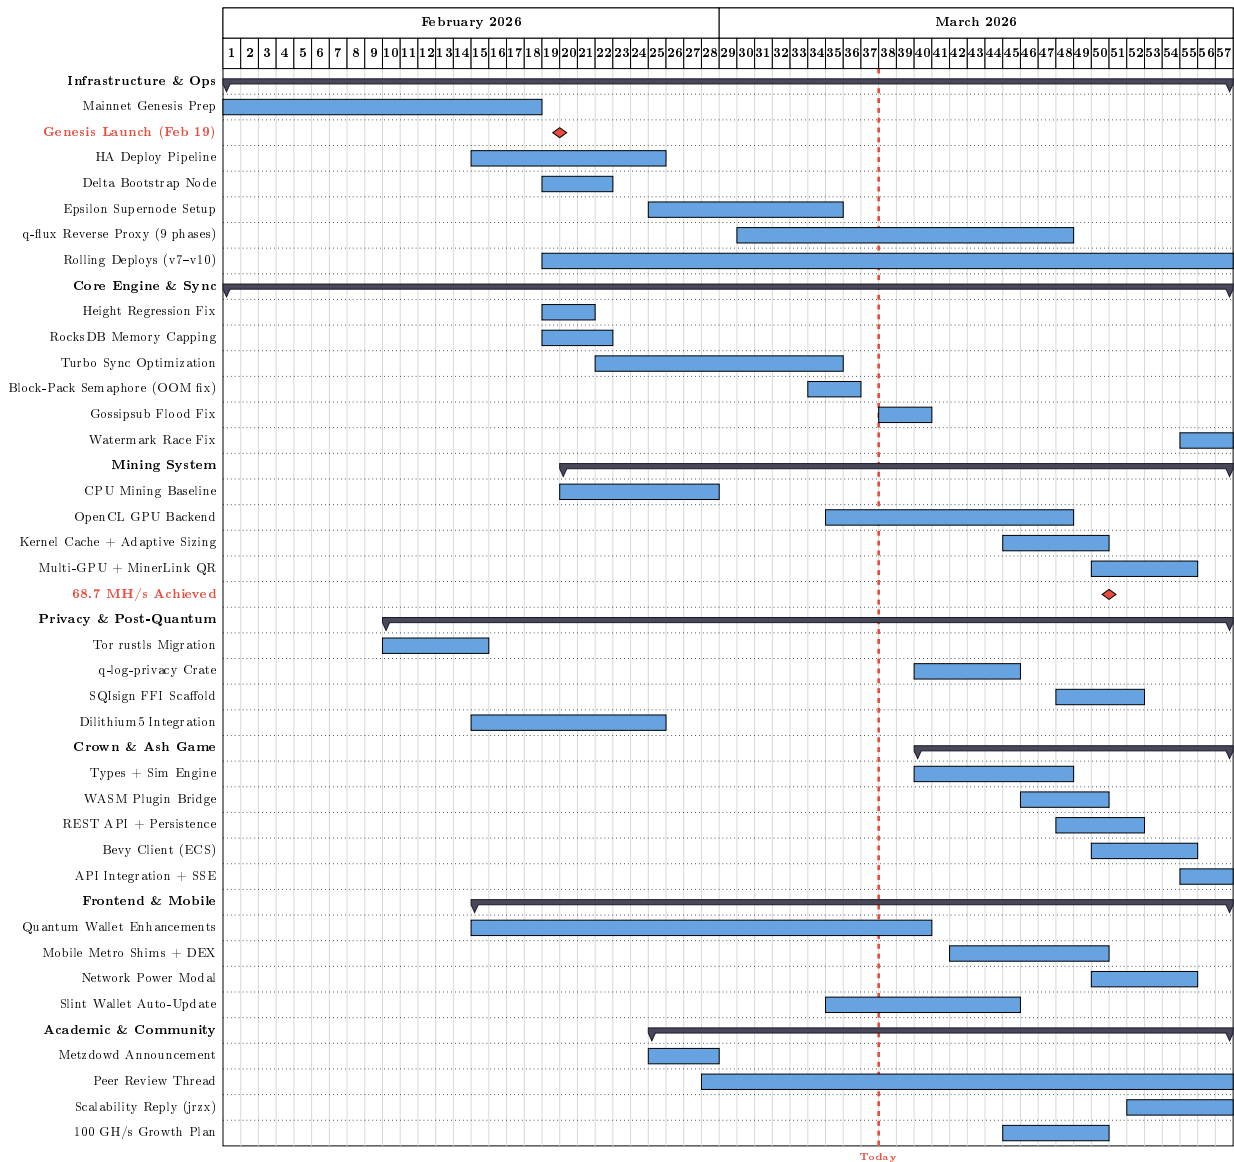 February 2026 March 2026
1 2 3 4 5 6 7 8 9 10 11 12 13 14 15 16 17 18 19 20 21 22 23 24 25 26 27 28 29 30 31 32 33 34 35 36 37 38 39 40 41 42 43 44 45 46 47 48 49 50 51 52 53 54 55 56 57
Infrastructure & Ops
Mainnet Genesis Prep
Genesis Launch (Feb 19)
HA Deploy Pipeline
Delta Bootstrap Node
Epsilon Supernode Setup
q-flux Reverse Proxy (9 phases)
Rolling Deploys (v7–v10)
Core Engine & Sync
Height Regression Fix
RocksDB Memory Capping
Turbo Sync Optimization
Block-Pack Semaphore (OOM fix)
Gossipsub Flood Fix
Watermark Race Fix
Mining System
CPU Mining Baseline
OpenCL GPU Backend
Kernel Cache + Adaptive Sizing
Multi-GPU + MinerLink QR
68.7 MH/s Achieved
Privacy & Post-Quantum
Tor rustls Migration
q-log-privacy Crate
SQIsign FFI Scaffold
Dilithium5 Integration
Crown & Ash Game
Types + Sim Engine
WASM Plugin Bridge
REST API + Persistence
Bevy Client (ECS)
API Integration + SSE
Frontend & Mobile
Quantum Wallet Enhancements
Mobile Metro Shims + DEX
Network Power Modal
Slint Wallet Auto-Update
Academic & Community
Metzdowd Announcement
Peer Review Thread
Scalability Reply (jrzx)
100 GH/s Growth Plan
Today